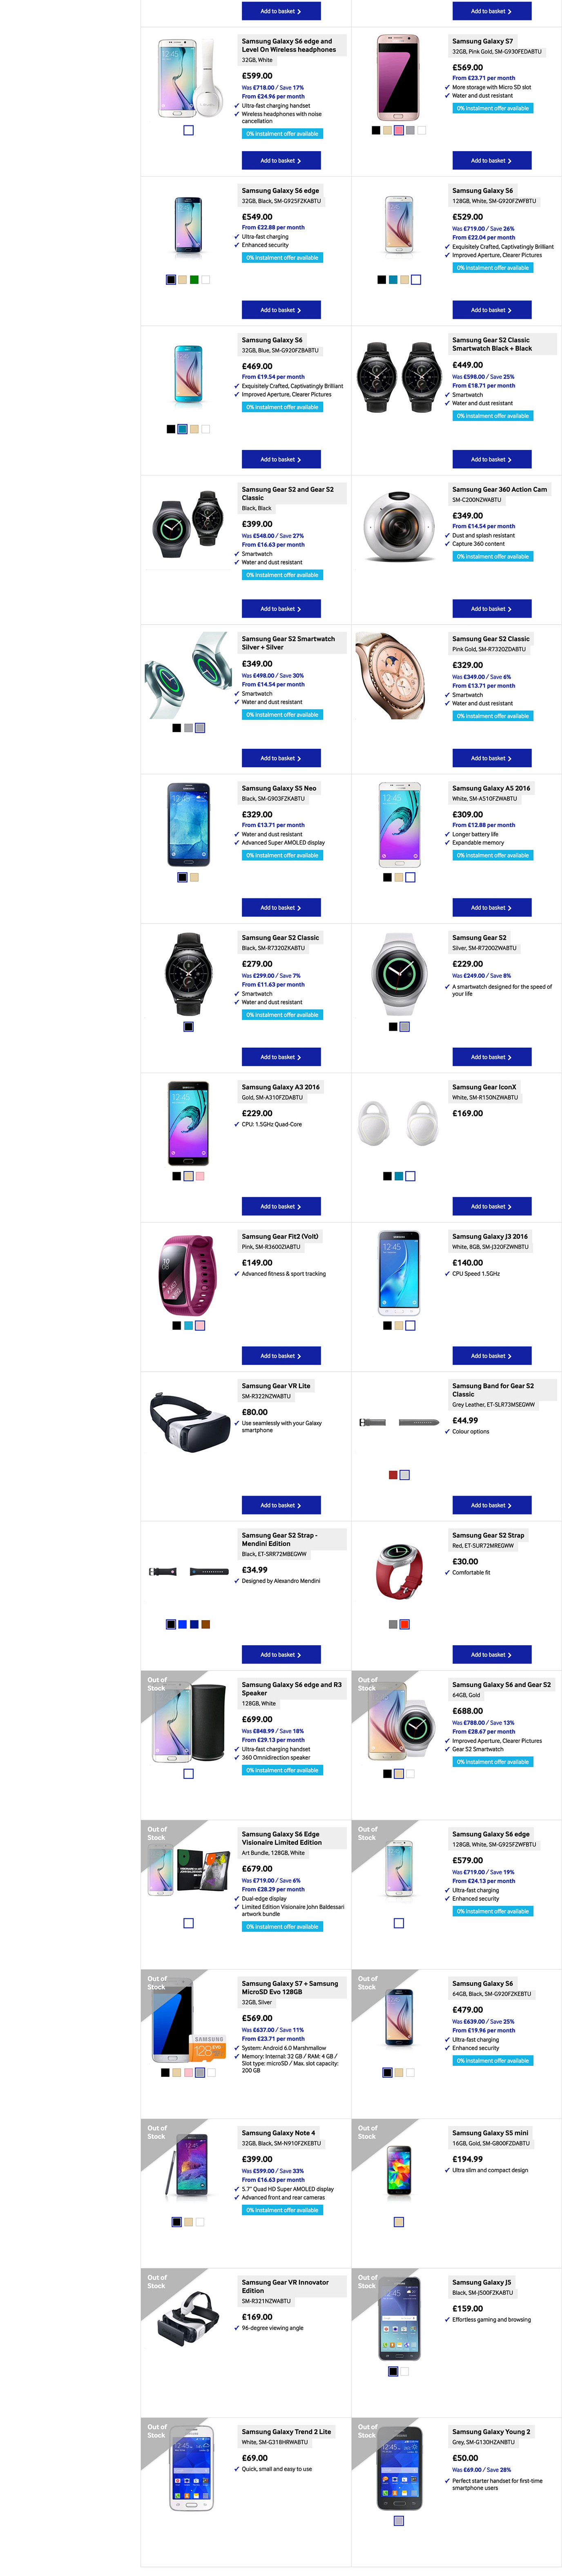 Add to basket
Add to basket
Samsung Galaxy S6 edge and
Level On Wireless headphones
32GB, White
£599.00
Was £718.00 / Save 17%
From £24.96 per month
Ultra-fast charging handset
Wireless headphones with noise
cancellation
0% instalment offer available
Add to basket
Samsung Galaxy S7
32GB, Pink Gold, SM-G930FEDABTU
£569.00
From £23.71 per month
More storage with Micro SD slot
Water and dust resistant
0% instalment offer available
Add to basket
Samsung Galaxy S6 edge
32GB, Black, SM-G925FZKABTU
£549.00
From £22.88 per month
Ultra-fast charging
Enhanced security
0% instalment offer available
Add to basket
Samsung Galaxy S6
128GB, White, SM-G920FZWFBTU
£529.00
Was £719.00 / Save 26%
From £22.04 per month
Exquisitely Crafted, Captivatingly Brilliant
Improved Aperture, Clearer Pictures
0% instalment offer available
Add to basket
Samsung Galaxy S6
32GB, Blue, SM-G920FZBABTU
£469.00
From £19.54 per month
Exquisitely Crafted, Captivatingly Brilliant
Improved Aperture, Clearer Pictures
0% instalment offer available
Add to basket
Samsung Gear S2 Classic
Smartwatch Black + Black
£449.00
Was £598.00 / Save 25%
From £18.71 per month
Smartwatch
Water and dust resistant
0% instalment offer available
Add to basket
Samsung Gear S2 and Gear S2
Classic
Black, Black
£399.00
Was £548.00 / Save 27%
From £16.63 per month
Smartwatch
Water and dust resistant
0% instalment offer available
Add to basket
Samsung Gear 360 Action Cam
SM-C200NZWABTU
£349.00
From £14.54 per month
Dust and splash resistant
Capture 360 content
0% instalment offer available
Add to basket
Samsung Gear S2 Smartwatch
Silver + Silver
£349.00
Was £498.00 / Save 30%
From £14.54 per month
Smartwatch
Water and dust resistant
0% instalment offer available
Add to basket
Samsung Gear S2 Classic
Pink Gold, SM-R7320ZDABTU
£329.00
Was £349.00 / Save 6%
From £13.71 per month
Smartwatch
Water and dust resistant
0% instalment offer available
Add to basket
Samsung Galaxy S5 Neo
Black, SM-G903FZKABTU
£329.00
From £13.71 per month
Water and dust resistant
Advanced Super AMOLED display
0% instalment offer available
Add to basket
Samsung Galaxy A5 2016
White, SM-A510FZWABTU
£309.00
From £12.88 per month
Longer battery life
Expandable memory
0% instalment offer available
Add to basket
Samsung Gear S2 Classic
Black, SM-R7320ZKABTU
£279.00
Was £299.00 / Save 7%
From £11.63 per month
Smartwatch
Water and dust resistant
0% instalment offer available
Add to basket
Samsung Gear S2
Silver, SM-R7200ZWABTU
£229.00
Was £249.00 / Save 8%
A smartwatch designed for the speed of
your life
Add to basket
Samsung Galaxy A3 2016
Gold, SM-A310FZDABTU
£229.00
CPU: 1.5GHz Quad-Core
Add to basket
Samsung Gear IconX
White, SM-R150NZWABTU
£169.00
Add to basket
Samsung Gear Fit2 (Volt)
Pink, SM-R3600ZIABTU
£149.00
Advanced fitness & sport tracking
Add to basket
Samsung Galaxy J3 2016
White, 8GB, SM-J320FZWNBTU
£140.00
CPU Speed 1.5GHz
Add to basket
Samsung Gear VR Lite
SM-R322NZWABTU
£80.00
Use seamlessly with your Galaxy
smartphone
Add to basket
Samsung Band for Gear S2
Classic
Grey Leather, ET-SLR73MSEGWW
£44.99
Colour options
Add to basket
Samsung Gear S2 Strap -
Mendini Edition
Black, ET-SRR72MBEGWW
£34.99
Designed by Alexandro Mendini
Add to basket
Samsung Gear S2 Strap
Red, ET-SUR72MREGWW
£30.00
Comfortable fit
Add to basket
Out of
Stock
Samsung Galaxy S6 edge and R3
Speaker
128GB, White
£699.00
Was £848.99 / Save 18%
From £29.13 per month
Ultra-fast charging handset
360 Omnidirection speaker
0% instalment offer available
Out of
Stock
Samsung Galaxy S6 and Gear S2
64GB, Gold
£688.00
Was £788.00 / Save 13%
From £28.67 per month
Improved Aperture, Clearer Pictures
Gear S2 Smartwatch
0% instalment offer available
Out of
Stock
Samsung Galaxy S6 Edge
Visionaire Limited Edition
Art Bundle, 128GB, White
£679.00
Was £719.00 / Save 6%
From £28.29 per month
Dual-edge display
Limited Edition Visionaire John Baldessari
artwork bundle
0% instalment offer available
Out of
Stock
Samsung Galaxy S6 edge
128GB, White, SM-G925FZWFBTU
£579.00
Was £719.00 / Save 19%
From £24.13 per month
Ultra-fast charging
Enhanced security
0% instalment offer available
Out of
Stock
Samsung Galaxy S7 + Samsung
MicroSD Evo 128GB
32GB, Silver
£569.00
Was £637.00 / Save 11%
From £23.71 per month
System: Android 6.0 Marshmallow
Memory: Internal: 32 GB / RAM: 4 GB /
Slot type: microSD / Max. slot capacity:
200 GB
SAMSUNG
128
Out of
Stock
Samsung Galaxy S6
64GB, Black, SM-G920FZKEBTU
£479.00
Was £639.00 / Save 25%
From £19.96 per month
Ultra-fast charging
Enhanced security
0% instalment offer available
Out of
Stock
Samsung Galaxy Note 4
32GB, Black, SM-N910FZKEBTU
£399.00
Was £599.00 / Save 33%
From £16.63 per month
5.7" Quad HD Super AMOLED display
Advanced front and rear cameras
0% instalment offer available
Out of
Stock
Samsung Galaxy S5 mini
16GB, Gold, SM-G800FZDABTU
£194.99
Ultra slim and compact design
Out of
Stock
Samsung Gear VR Innovator
Edition
SM-R321NZWABTU
£169.00
96-degree viewing angle
Out of
Stock
Samsung Galaxy J5
Black, SM-J500FZKABTU
£159.00
Effortless gaming and browsing
Out of
Stock
Samsung Galaxy Trend 2 Lite
White, SM-G318HRWABTU
£69.00
Quick, small and easy to use
Out of
Stock
Samsung Galaxy Young 2
Grey, SM-G130HZANBTU
£50.00
Was £69.00 / Save 28%
Perfect starter handset for first-time
smartphone users